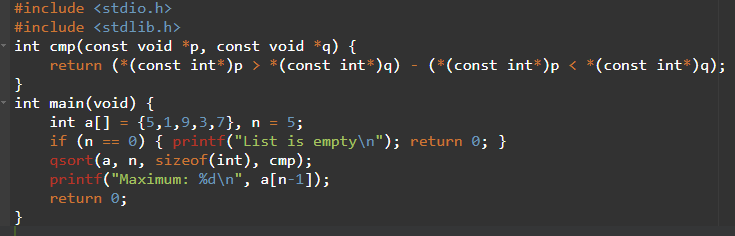 #include <stdio.h>
#include <stdlib.h>
int cmp(const void *p, const void *q) {
    return (*(const int*)p > *(const int*)q) - (*(const int*)p < *(const int*)q);
}
int main(void) {
    int a[] = {5,1,9,3,7}, n = 5;
    if (n == 0) { printf("List is empty\n"); return 0; }
    qsort(a, n, sizeof(int), cmp);
    printf("Maximum: %d\n", a[n-1]);
    return 0;
}